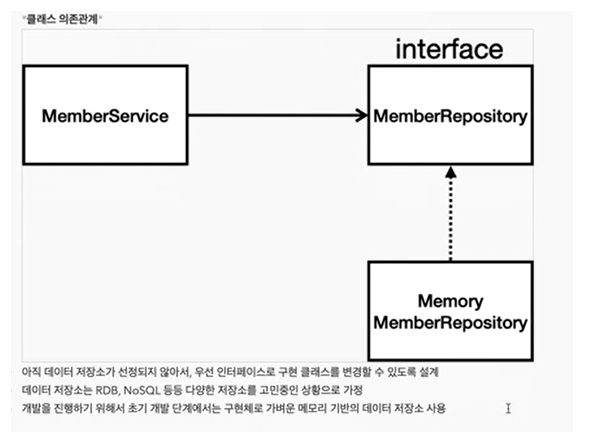 *클래스 의존관계*
interface
MemberService
MemberRepository
Memory
MemberRepository
아직 데이터 저장소가 선정되지 않아서, 우선 인터페이스로 구현 클래스를 변경할 수 있도록 설계
데이터 저장소는 RDB, NoSQL 등등 다양한 저장소를 고민중인 상황으로 가정
개발을 진행하기 위해서 초기 개발 단계에서는 구현체로 가벼운 메모리 기반의 데이터 저장소 사용